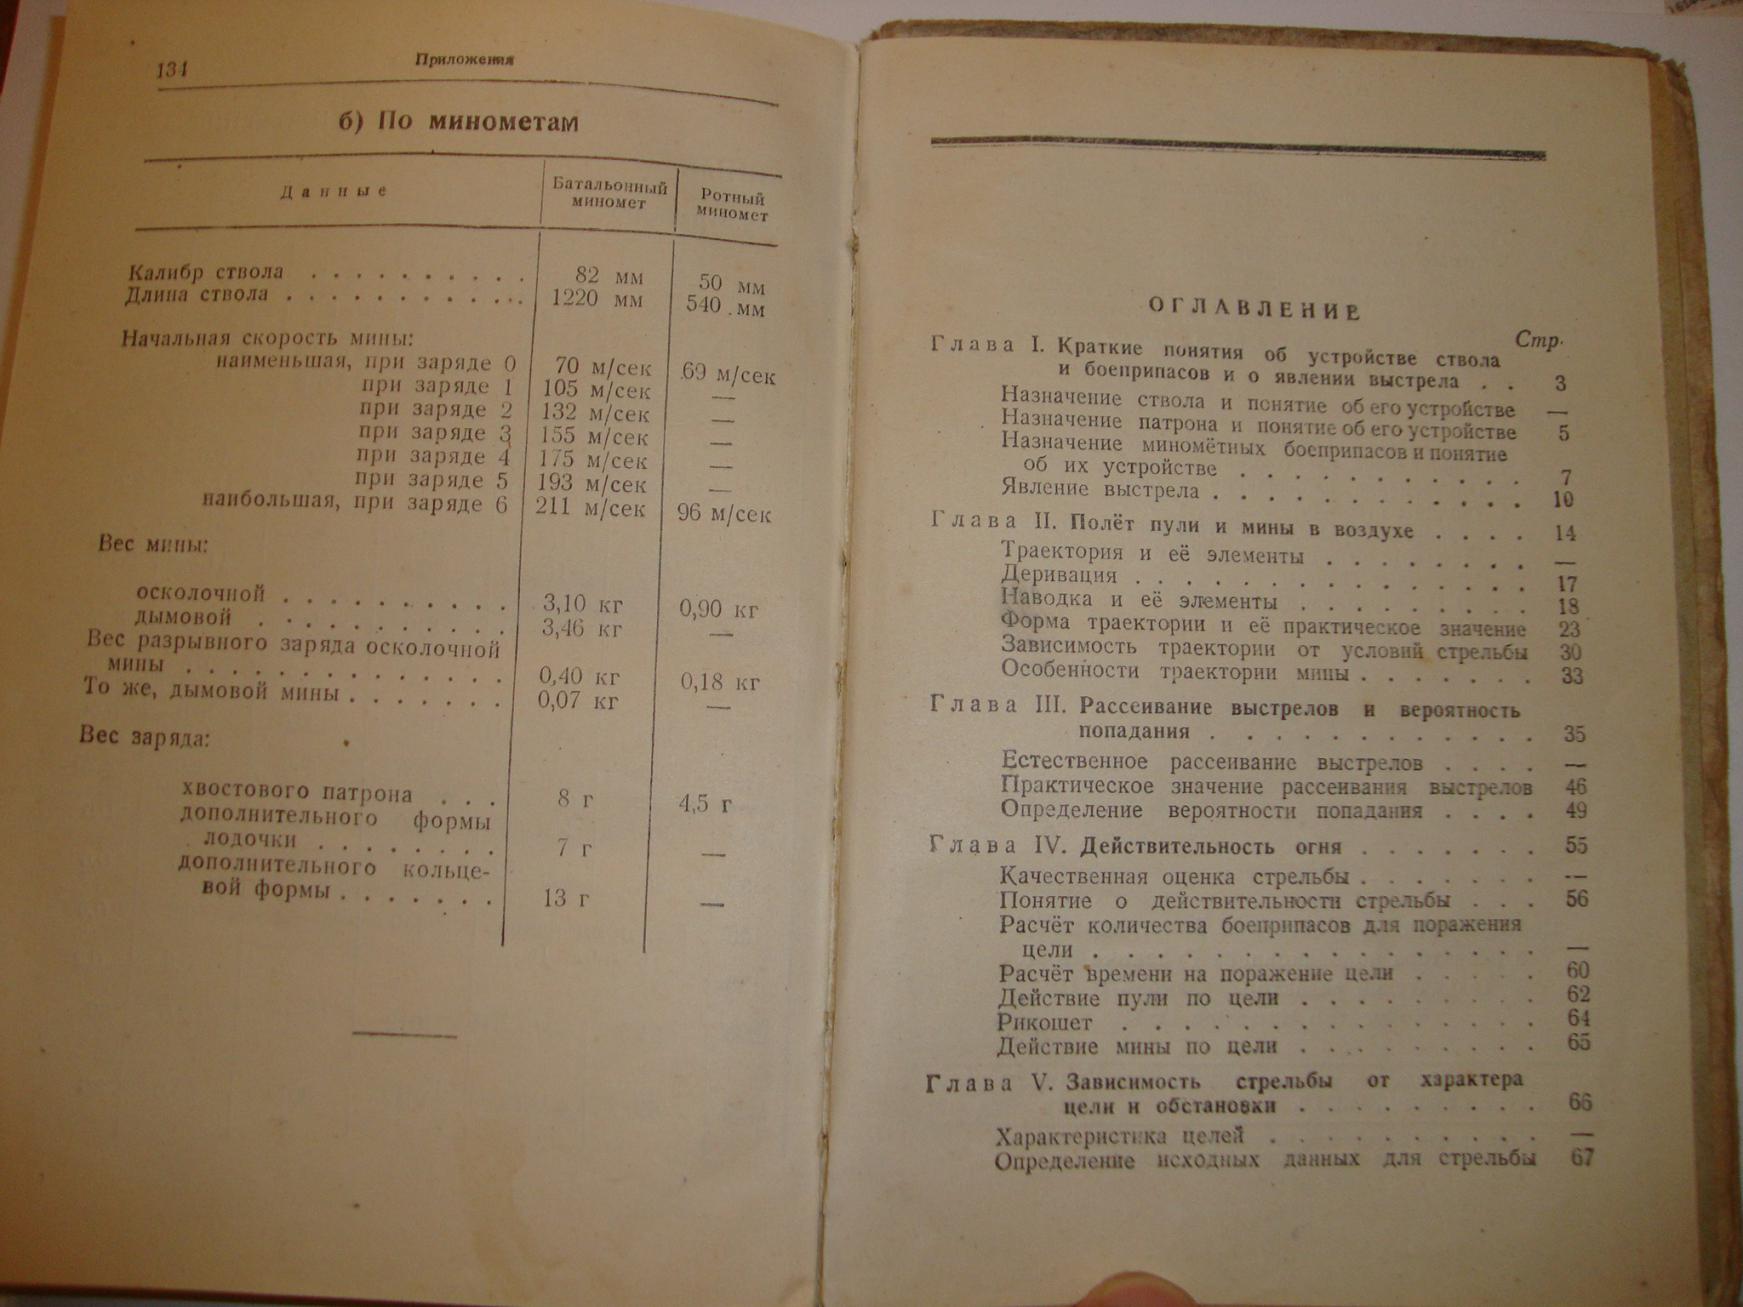 134
Приложения
б) По минометам
Данные
Батальонный
миномет
Ротный
миномет
Калибр ствола . . . . . . . . . . 82 мм 50 мм
Длина ствола . . . . . . . . . . . . 1220 мм 540 мм
Начальная скорость мины:
наименьшая, при заряде 0 70 м/сек 69 м/сек
при заряде 1 105 м/сек —
при заряде 2 132 м/сек —
при заряде 3 155 м/сек —
при заряде 4 175 м/сек —
при заряде 5 193 м/сек —
наибольшая, при заряде 6 211 м/сек 96 м/сек
Вес мины:
осколочной . . . . . . . . . . 3,10 кг 0,90 кг
дымовой . . . . . . . . . . . 3,46 кг —
Вес разрывного заряда осколочной
мины . . . . . . . . . . . . . . 0,40 кг 0,18 кг
То же, дымовой мины . . . . . . . 0,07 кг —
Вес заряда:
хвостового патрона . . . 8 г 4,5 г
дополнительного формы
лодочки . . . . . . . . 7 г —
дополнительного кольце-
вой формы . . . . . . . 13 г —
ОГЛАВЛЕНИЕ
Стр.
Глава I. Краткие понятия об устройстве ствола
и боеприпасов и о явлении выстрела . . 3
Назначение ствола и понятие об его устройстве —
Назначение патрона и понятие об его устройстве 5
Назначение миномётных боеприпасов и понятие
об их устройстве . . . . . . . . . . . 7
Явление выстрела . . . . . . . . . . . . 10
Глава II. Полёт пули и мины в воздухе . . . . 14
Траектория и её элементы . . . . . . . . —
Деривация . . . . . . . . . . . . . . . 17
Наводка и её элементы . . . . . . . . . 18
Форма траектории и её практическое значение 23
Зависимость траектории от условий стрельбы 30
Особенности траектории мины . . . . . . . 33
Глава III. Рассеивание выстрелов и вероятность
попадания . . . . . . . . . . . . 35
Естественное рассеивание выстрелов . . . . —
Практическое значение рассеивания выстрелов 46
Определение вероятности попадания . . . . 49
Глава IV. Действительность огня . . . . . . . 55
Качественная оценка стрельбы . . . . . . . —
Понятие о действительности стрельбы . . . 56
Расчёт количества боеприпасов для поражения
цели . . . . . . . . . . . . . . . —
Расчёт времени на поражение цели . . . . . 60
Действие пули по цели . . . . . . . . . 62
Рикошет . . . . . . . . . . . . . . . 64
Действие мины по цели . . . . . . . . . 65
Глава V. Зависимость стрельбы от характера
цели и обстановки . . . . . . . . . 66
Характеристика целей . . . . . . . . . . —
Определение исходных данных для стрельбы 67